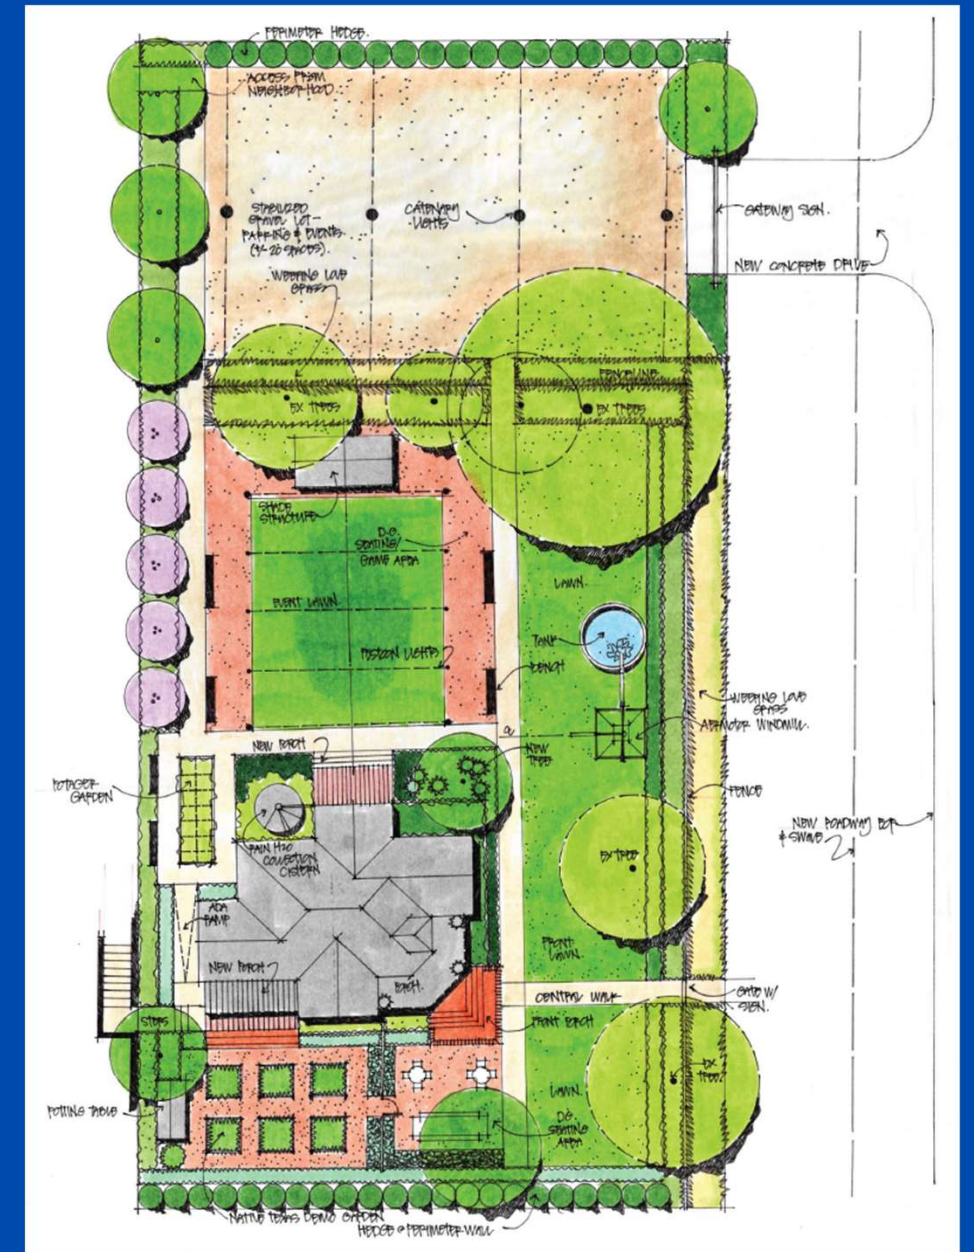 PERIMETER HEDGE.
ACCESS FROM
NEIGHBORHOOD.
STABILIZED
GRAVEL LOT-
PARKING & EVENTS.
(+/- 20 SPACES).
CATENARY
LIGHTS
GATEWAY SIGN.
NEW CONCRETE DRIVE
WEEPING LOVE
GRASS
FENCELINE
EX TREES
EX TREES
SHADE
STRUCTURE
D.G.
SEATING/
GAME AREA
LAWN.
EVENT LAWN
TANK
FESTOON LIGHTS
BENCH
WEEPING LOVE
GRASS
AERMOTOR WINDMILL.
NEW PORCH
NEW
TREE
POTAGER
GARDEN
FENCE
NEW ROADWAY EOP
& SWALE
RAIN H2O
COLLECTION
CISTERN
EX TREE
ADA
RAMP
FRONT
LAWN.
NEW PORCH
PORCH.
CENTRAL WALK
GATE W/
SIGN.
STEPS
FRONT PORCH
EX
TREE.
LAWN.
POTTING TABLE
D.G.
SEATING
AREA
NATIVE TEXAS DEMO GARDEN
HEDGE @ PERIMETER WALL